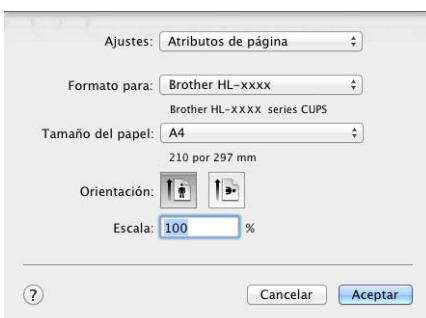 Ajustes: Atributos de página
Formato para: Brother HL-xxxx
Brother HL-XXXX series CUPS
Tamaño del papel: A4
210 por 297 mm
Orientación:
Escala: 100 %
? Cancelar Aceptar